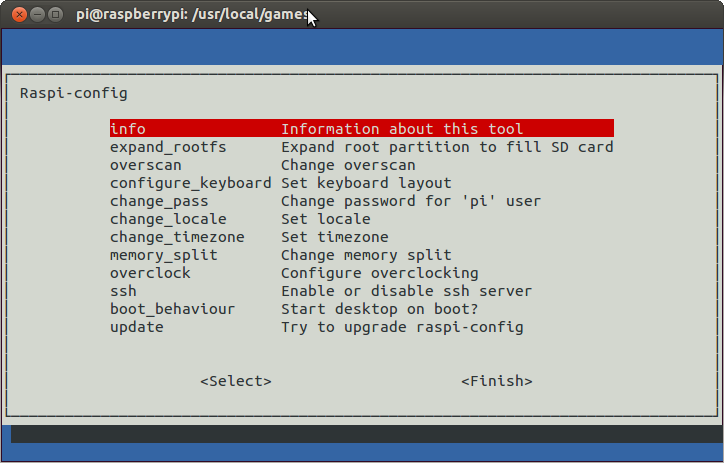 pi@raspberrypi: /usr/local/games
Raspi-config
info Information about this tool
expand_rootfs Expand root partition to fill SD card
overscan Change overscan
configure_keyboard Set keyboard layout
change_pass Change password for 'pi' user
change_locale Set locale
change_timezone Set timezone
memory_split Change memory split
overclock Configure overclocking
ssh Enable or disable ssh server
boot_behaviour Start desktop on boot?
update Try to upgrade raspi-config
<Select> <Finish>